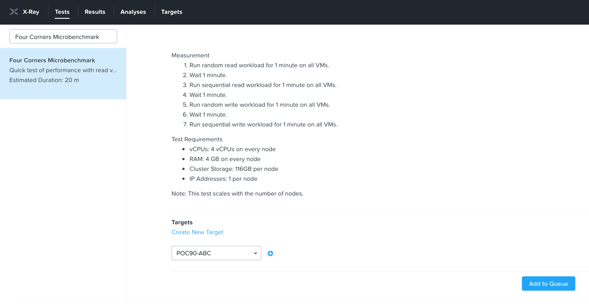 X-Ray
Tests
Results
Analyses
Targets
Four Corners Microbenchmark
Four Corners Microbenchmark
Quick test of performance with read v...
Estimated Duration: 20 m
Measurement
1. Run random read workload for 1 minute on all VMs.
2. Wait 1 minute.
3. Run sequential read workload for 1 minute on all VMs.
4. Wait 1 minute.
5. Run random write workload for 1 minute on all VMs.
6. Wait 1 minute.
7. Run sequential write workload for 1 minute on all VMs.
Test Requirements
• vCPUs: 4 vCPUs on every node
• RAM: 4 GB on every node
• Cluster Storage: 116GB per node
• IP Addresses: 1 per node
Note: This test scales with the number of nodes.
Targets
Create New Target
POC90-ABC
Add to Queue